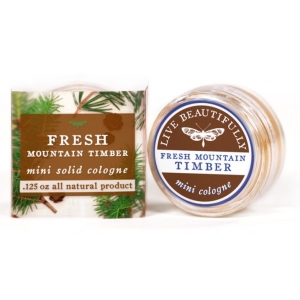 FRESH
MOUNTAIN TIMBER
mini solid cologne
.125 oz all natural product
LIVE BEAUTIFULLY
FRESH MOUNTAIN
TIMBER
mini cologne